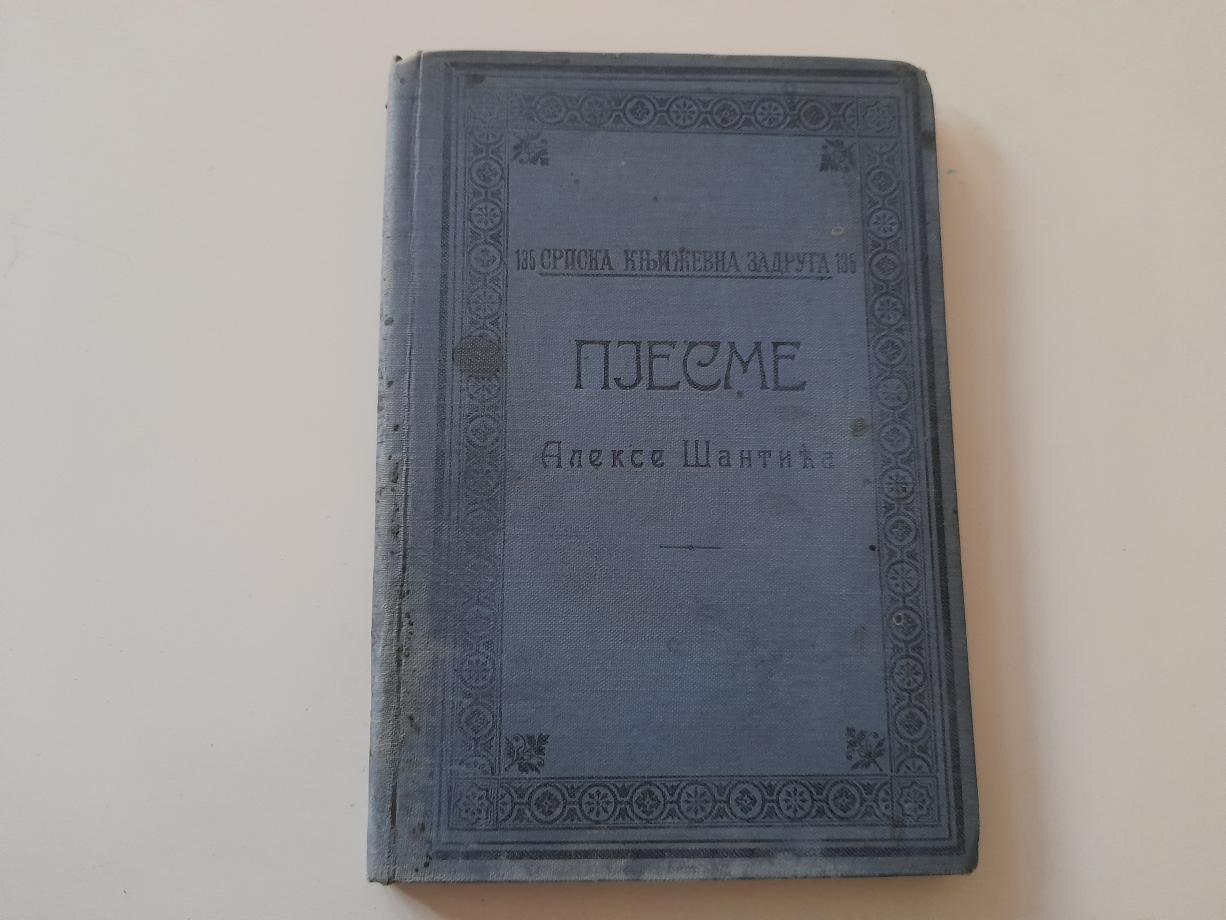 135 СРПСКА КЊИЖЕВНА ЗАДРУГА 135
ПЈЕСМЕ
Алексе Шантића